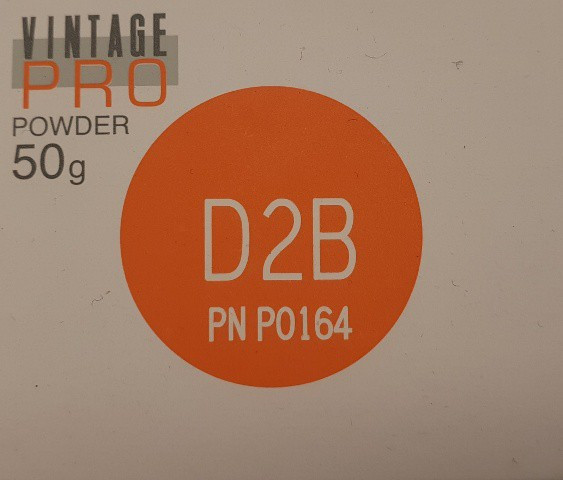 VINTAGE
PRO
POWDER
50g
D2B
PN P0164